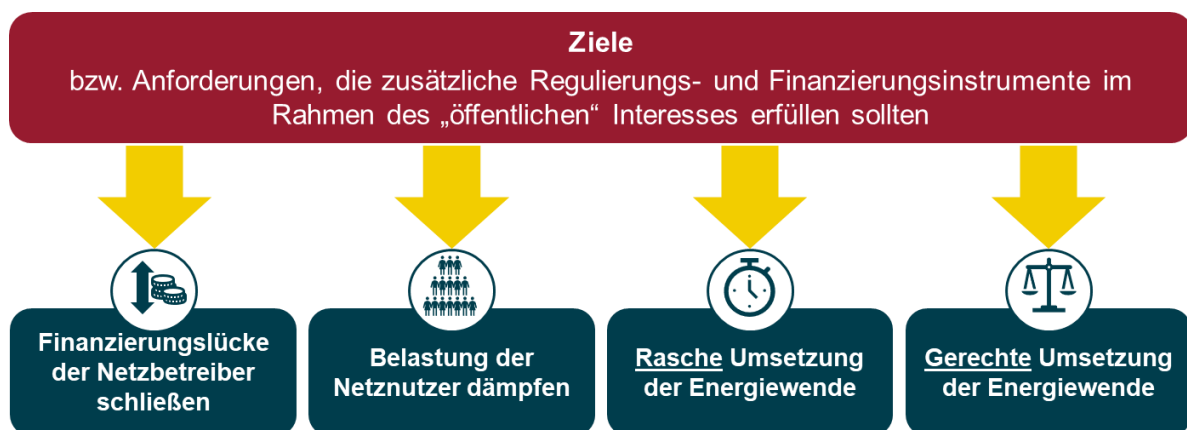 Ziele
bzw. Anforderungen, die zusätzliche Regulierungs- und Finanzierungsinstrumente im
Rahmen des „öffentlichen“ Interesses erfüllen sollten
Finanzierungslücke
der Netzbetreiber
schließen
Belastung der
Netznutzer dämpfen
Rasche Umsetzung
der Energiewende
Gerechte Umsetzung
der Energiewende